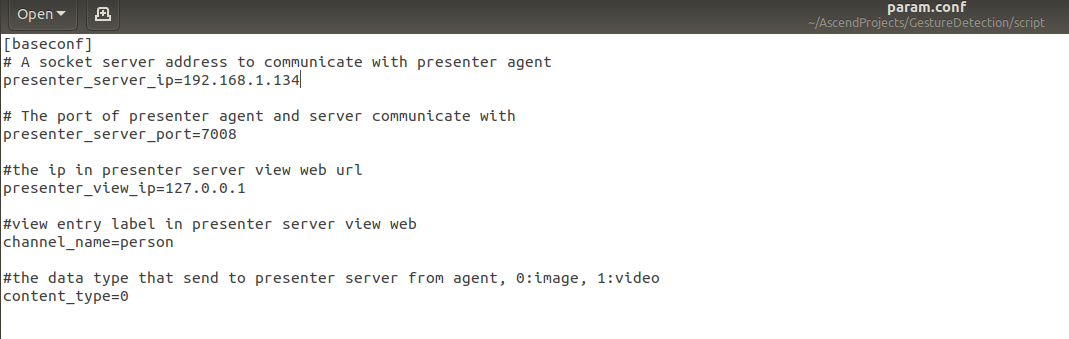 Open
param.conf
~/AscendProjects/GestureDetection/script
[baseconf]
# A socket server address to communicate with presenter agent
presenter_server_ip=192.168.1.134
# The port of presenter agent and server communicate with
presenter_server_port=7008
#the ip in presenter server view web url
presenter_view_ip=127.0.0.1
#view entry label in presenter server view web
channel_name=person
#the data type that send to presenter server from agent, 0:image, 1:video
content_type=0